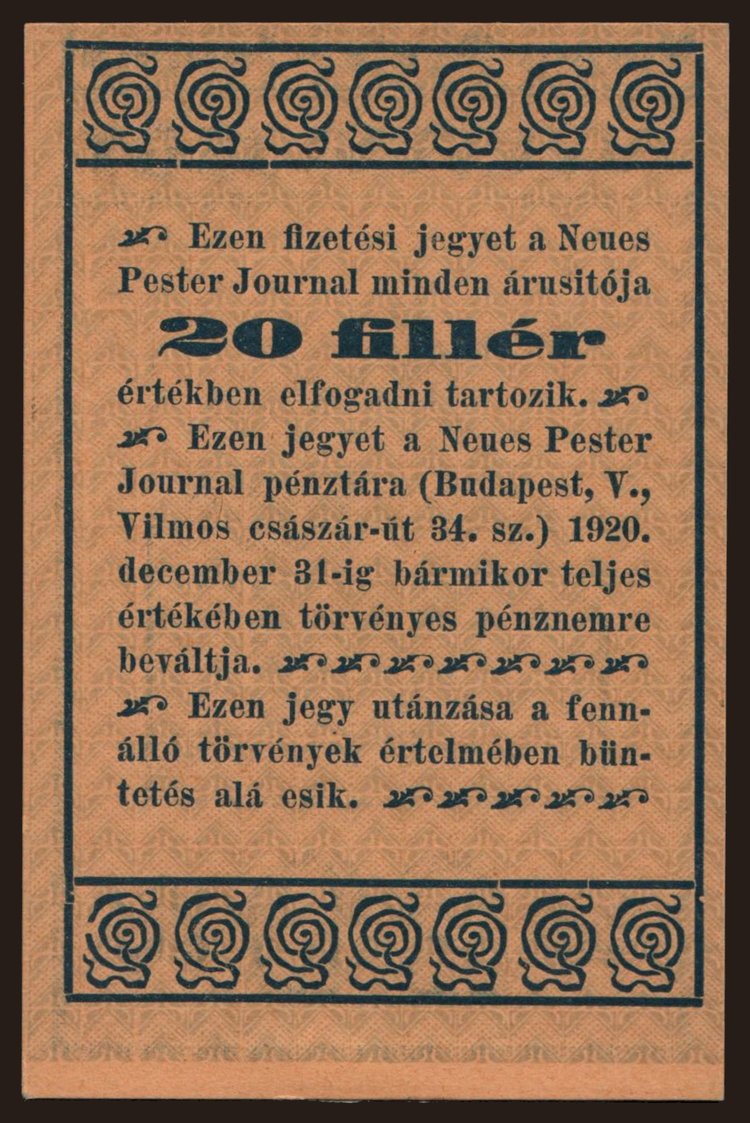 Ezen fizetési jegyet a Neues
Pester Journal minden árusitója
20 fillér
értékben elfogadni tartozik.
Ezen jegyet a Neues Pester
Journal pénztára (Budapest, V.,
Vilmos császár-út 34. sz.) 1920.
december 31-ig bármikor teljes
értékében törvényes pénznemre
beváltja.
Ezen jegy utánzása a fenn-
álló törvények értelmében bün-
tetés alá esik.